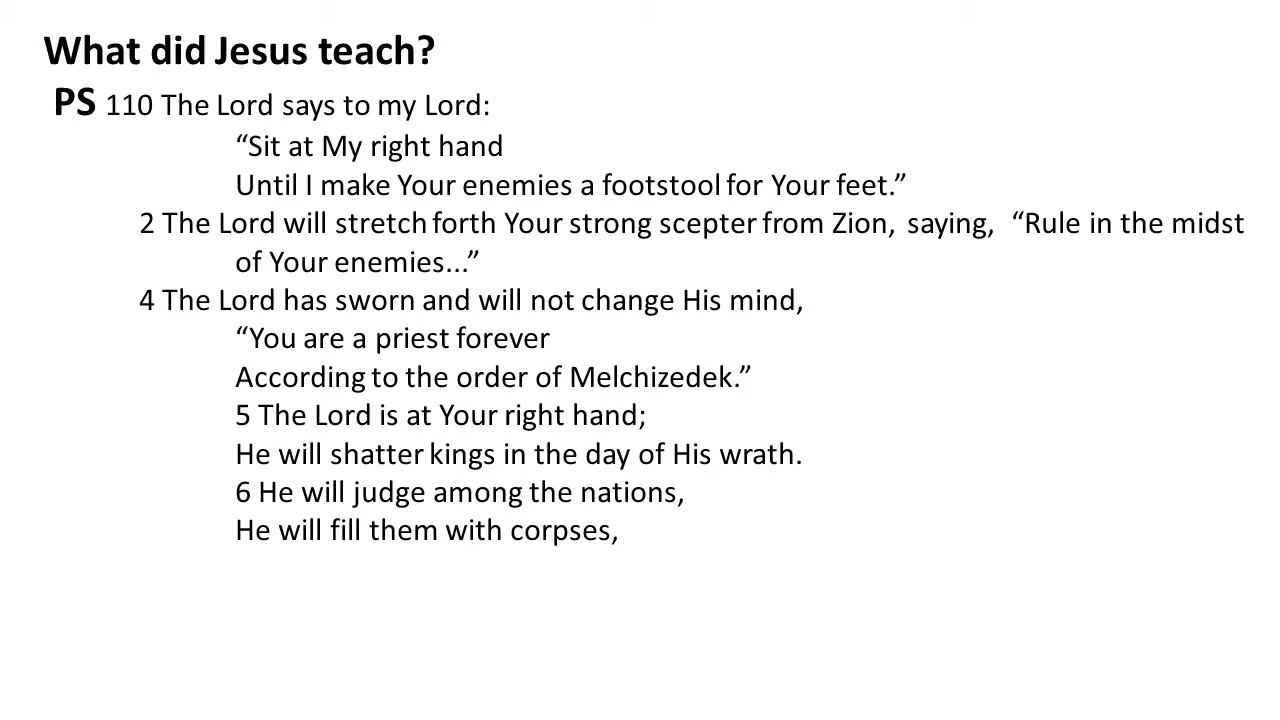 What did Jesus teach?
PS 110 The Lord says to my Lord:
“Sit at My right hand
Until I make Your enemies a footstool for Your feet.”
2 The Lord will stretch forth Your strong scepter from Zion, saying, “Rule in the midst
of Your enemies...”
4 The Lord has sworn and will not change His mind,
“You are a priest forever
According to the order of Melchizedek.”
5 The Lord is at Your right hand;
He will shatter kings in the day of His wrath.
6 He will judge among the nations,
He will fill them with corpses,